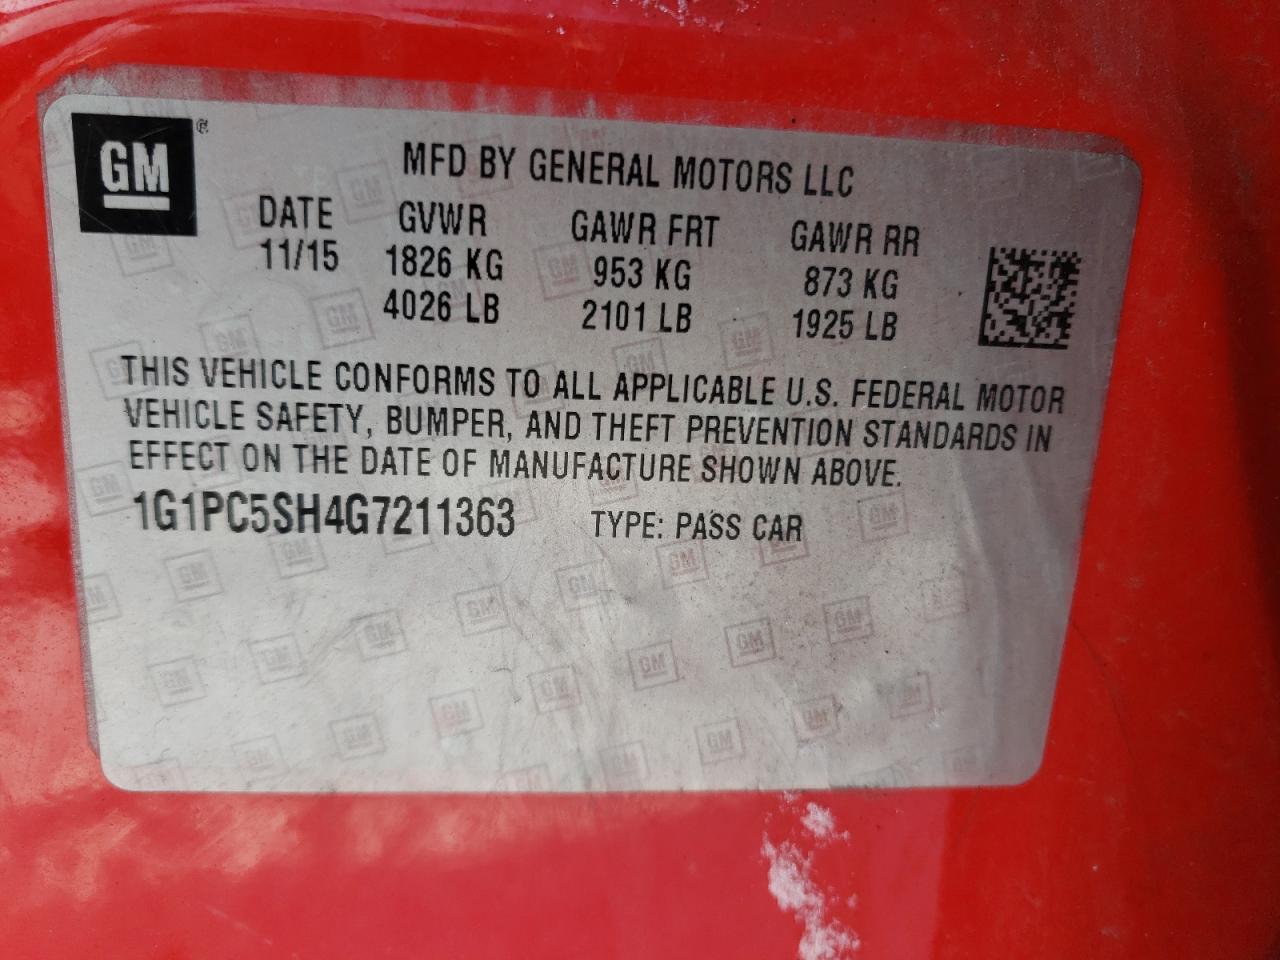 GM ®
MFD BY GENERAL MOTORS LLC
DATE GVWR GAWR FRT GAWR RR
11/15 1826 KG 953 KG 873 KG
4026 LB 2101 LB 1925 LB
THIS VEHICLE CONFORMS TO ALL APPLICABLE U.S. FEDERAL MOTOR
VEHICLE SAFETY, BUMPER, AND THEFT PREVENTION STANDARDS IN
EFFECT ON THE DATE OF MANUFACTURE SHOWN ABOVE.
1G1PC5SH4G7211363 TYPE: PASS CAR